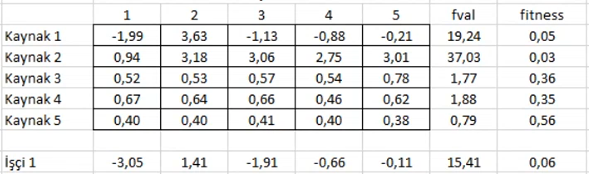 1 2 3 4 5 fval fitness
Kaynak 1 -1,99 3,63 -1,13 -0,88 -0,21 19,24 0,05
Kaynak 2 0,94 3,18 3,06 2,75 3,01 37,03 0,03
Kaynak 3 0,52 0,53 0,57 0,54 0,78 1,77 0,36
Kaynak 4 0,67 0,64 0,66 0,46 0,62 1,88 0,35
Kaynak 5 0,40 0,40 0,41 0,40 0,38 0,79 0,56
İşçi 1 -3,05 1,41 -1,91 -0,66 -0,11 15,41 0,06